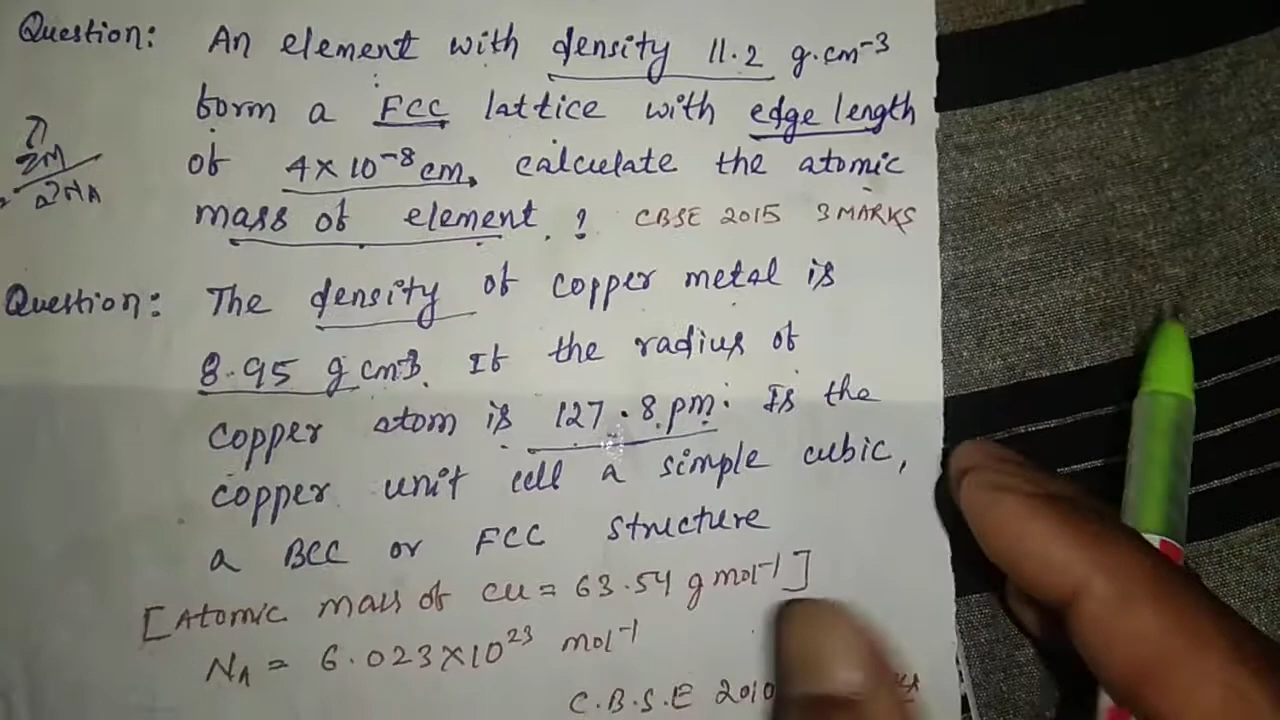 Question: An element with density 11.2 g.cm⁻³
form a FCC lattice with edge length
of 4×10⁻⁸ cm, calculate the atomic
mass of element. ? CBSE 2015 3 MARKS
ZM
NA
Question: The density of copper metal is
8.95 g cm⁻³. If the radius of
copper atom is 127.8 pm. Is the
copper unit cell a simple cubic,
a BCC or FCC structure
[Atomic mass of Cu = 63.54 g mol⁻¹]
NA = 6.023×10²³ mol⁻¹
C.B.S.E 2010